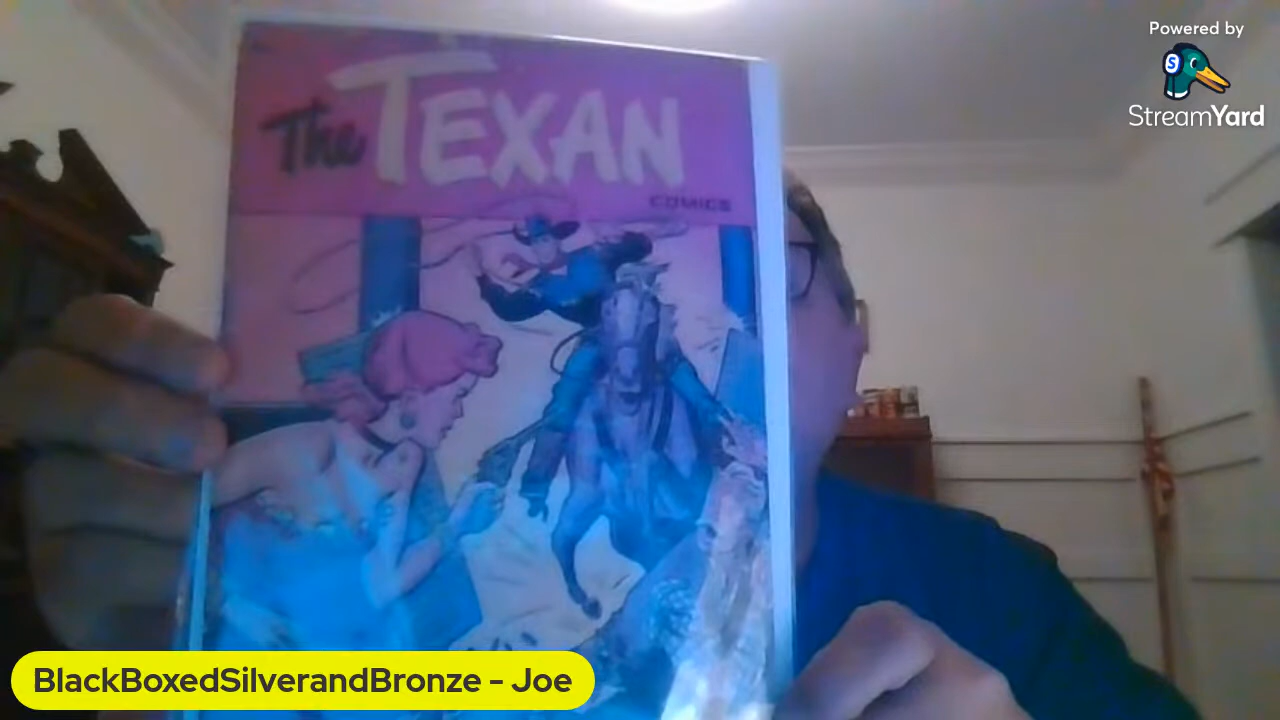 Powered by
S
StreamYard
The TEXAN
COMICS
BlackBoxedSilverandBronze - Joe